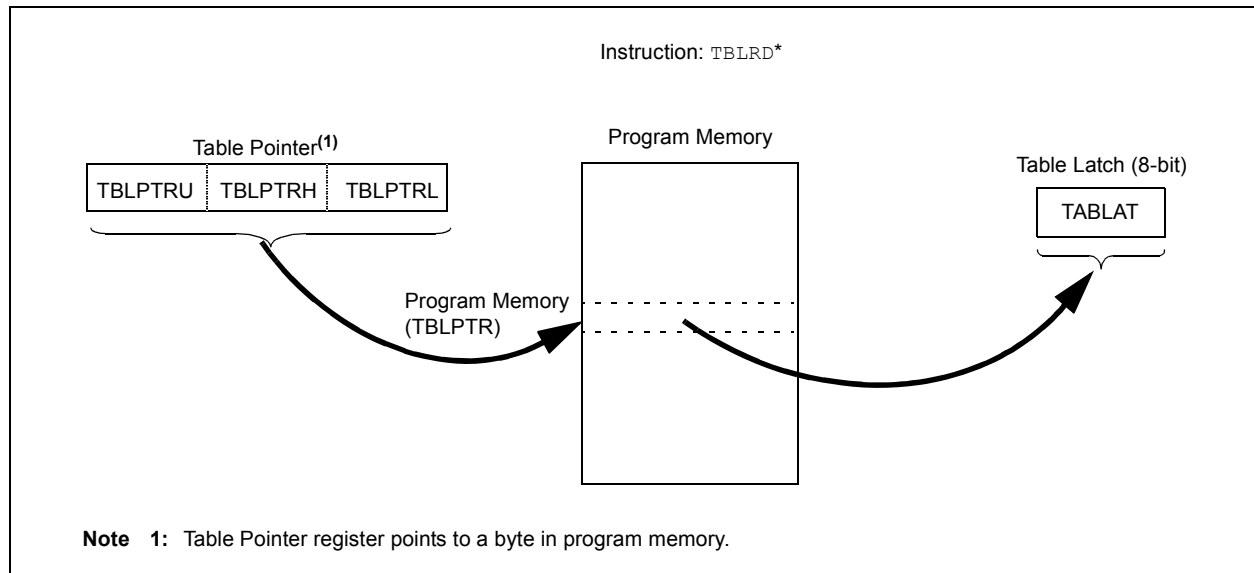 Instruction: TBLRD*
Table Pointer(1)
TBLPTRU TBLPTRH TBLPTRL
Program Memory
Table Latch (8-bit)
TABLAT
Program Memory
(TBLPTR)
Note 1: Table Pointer register points to a byte in program memory.